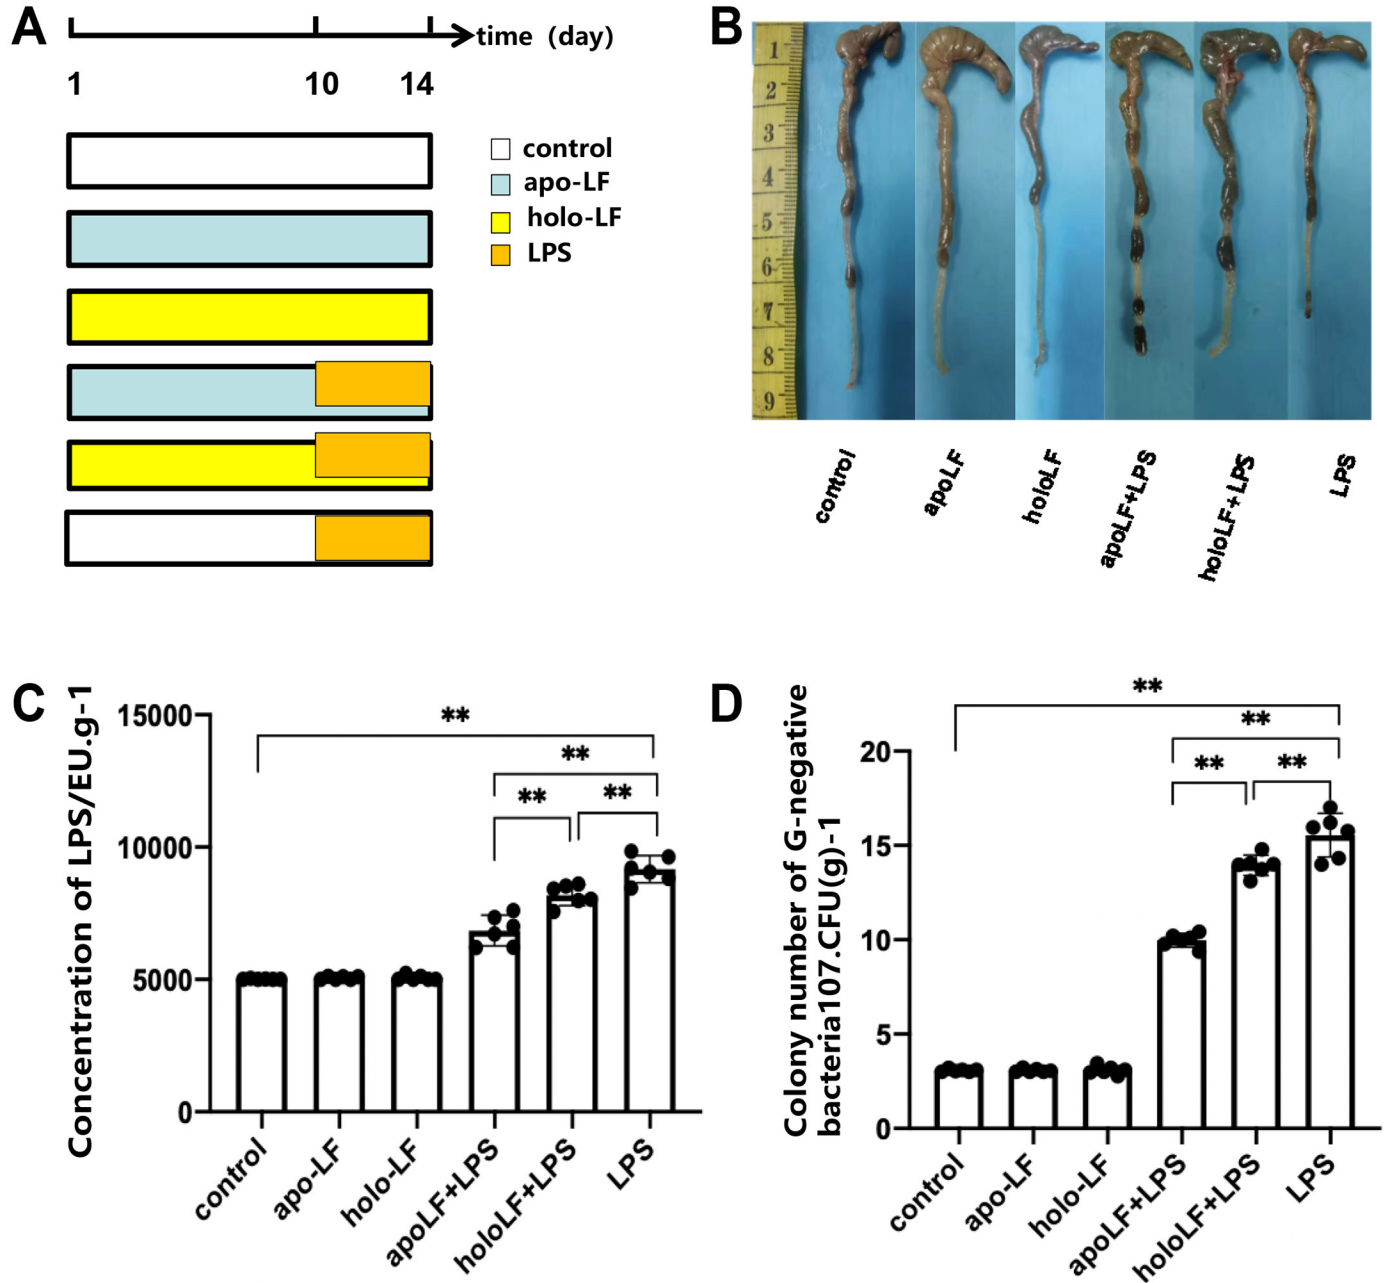 A
time (day)
1 10 14
control
apo-LF
holo-LF
LPS
B
1
2
3
4
5
6
7
8
9
control
apoLF
holoLF
apoLF+LPS
holoLF+LPS
LPS
C
Concentration of LPS/EU.g-1
15000
10000
5000
0
**
**
**
**
control
apo-LF
holo-LF
apoLF+LPS
holoLF+LPS
LPS
D
Colony number of G-negative
bacteria107.CFU(g)-1
20
15
10
5
0
**
**
**
**
control
apo-LF
holo-LF
apoLF+LPS
holoLF+LPS
LPS